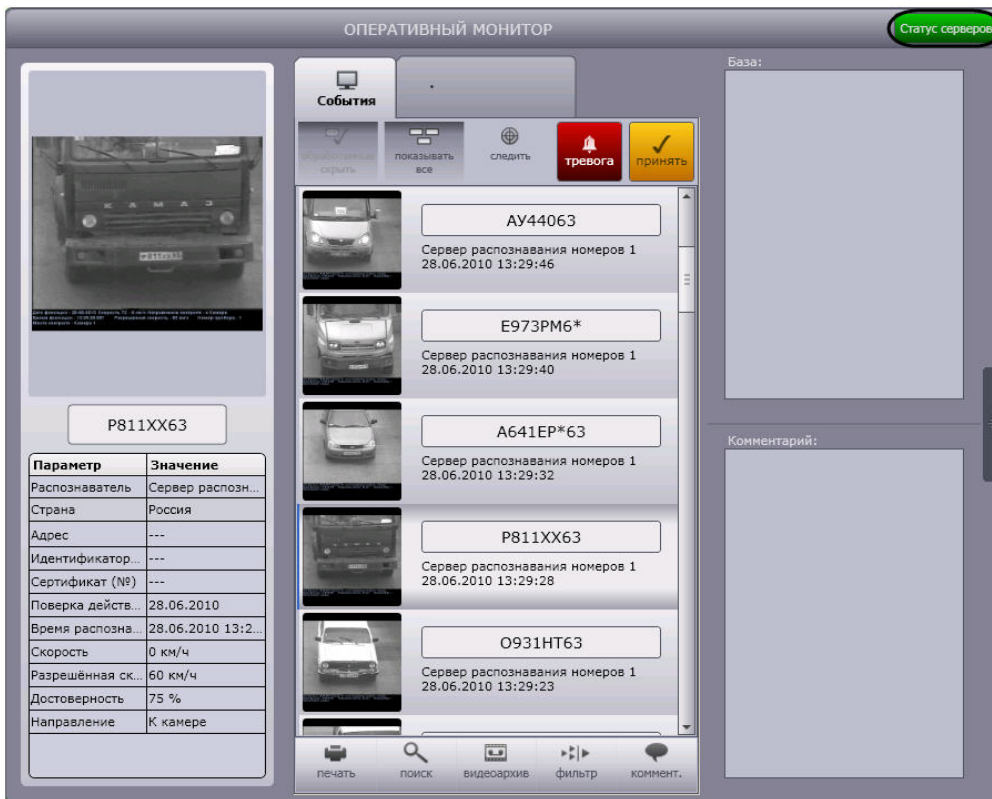 ОПЕРАТИВНЫЙ МОНИТОР
Статус серверов
События
обработанные скрыть
показывать все
следить
тревога
принять
База:
КАМАЗ
Р811ХХ63
Параметр Значение
Распознаватель Сервер распозн...
Страна Россия
Адрес ---
Идентификатор... ---
Сертификат (№) ---
Поверка действ... 28.06.2010
Время распозна... 28.06.2010 13:2...
Скорость 0 км/ч
Разрешённая ск... 60 км/ч
Достоверность 75 %
Направление К камере
АУ44063
Сервер распознавания номеров 1
28.06.2010 13:29:46
Е973РМ6*
Сервер распознавания номеров 1
28.06.2010 13:29:40
А641ЕР*63
Сервер распознавания номеров 1
28.06.2010 13:29:32
Р811ХХ63
Сервер распознавания номеров 1
28.06.2010 13:29:28
О931НТ63
Сервер распознавания номеров 1
28.06.2010 13:29:23
печать
поиск
видеоархив
фильтр
коммент.
Комментарий: